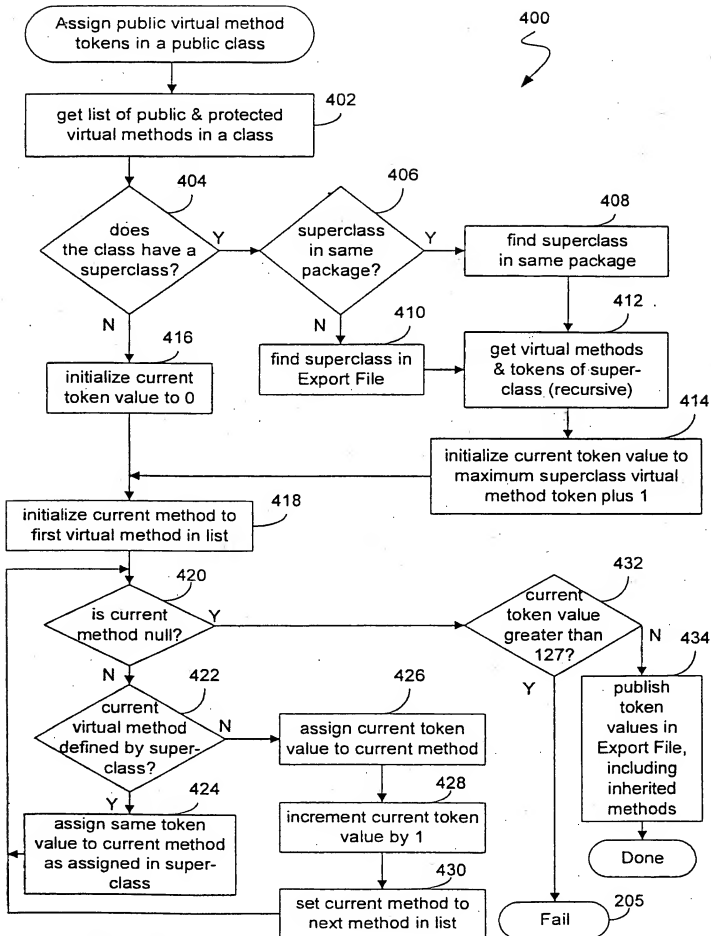 Assign public virtual method
tokens in a public class
400
402
get list of public & protected
virtual methods in a class
404
does
the class have a
superclass?
Y
N
406
superclass
in same
package?
Y
N
408
find superclass
in same package
410
find superclass in
Export File
412
get virtual methods
& tokens of super-
class (recursive)
414
initialize current token value to
maximum superclass virtual
method token plus 1
416
initialize current
token value to 0
418
initialize current method to
first virtual method in list
420
is current
method null?
Y
N
432
current
token value
greater than
127?
N
Y
434
publish
token
values in
Export File,
including
inherited
methods
Done
422
current
virtual method
defined by super-
class?
N
Y
424
assign same token
value to current method
as assigned in super-
class
426
assign current token
value to current method
428
increment current token
value by 1
430
set current method to
next method in list
205
Fail